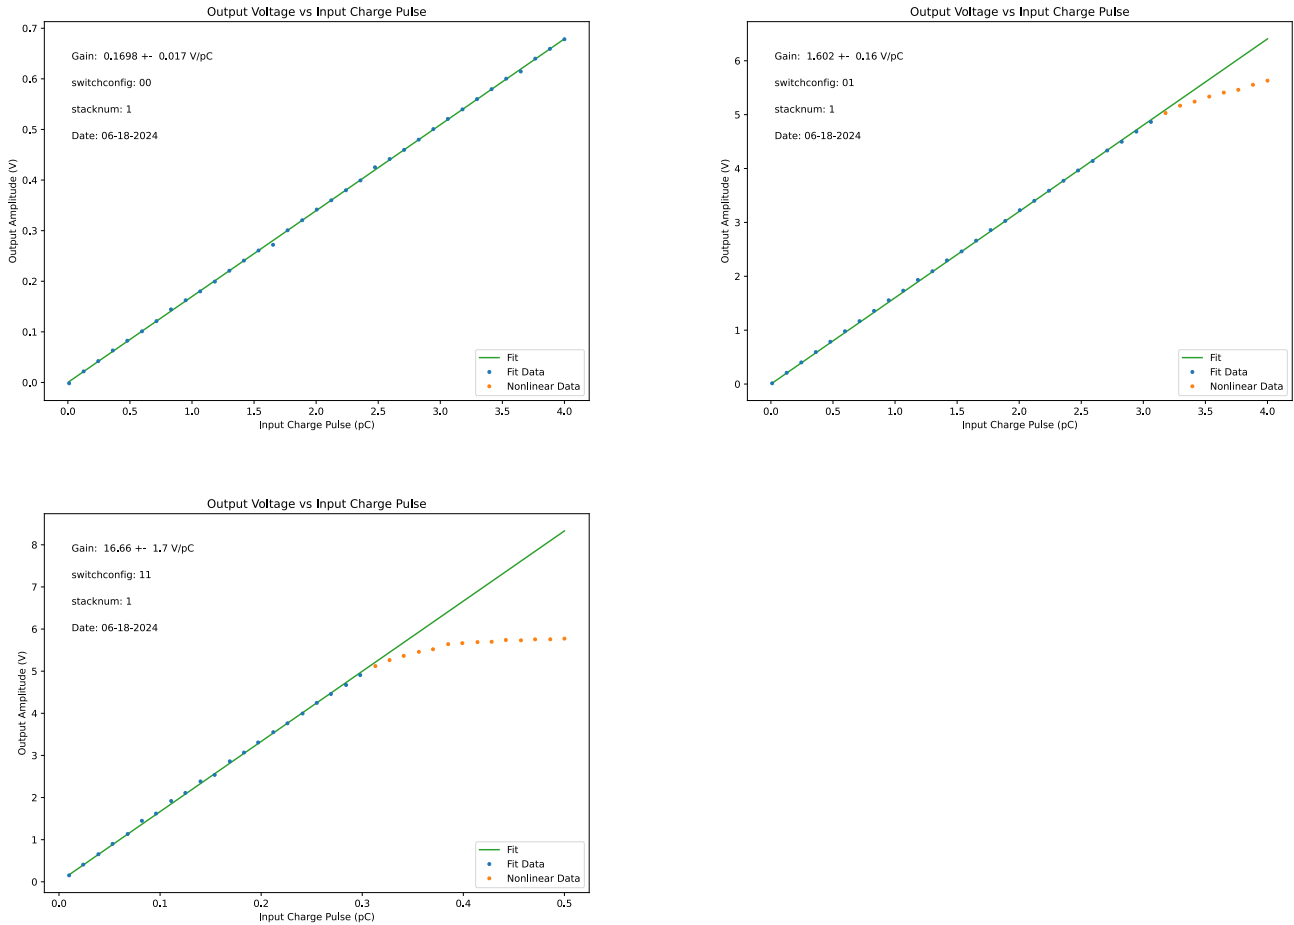 Output Voltage vs Input Charge Pulse
Gain:  0.1698 +-  0.017 V/pC
switchconfig: 00
stacknum: 1
Date: 06-18-2024
Output Amplitude (V)
0.7
0.6
0.5
0.4
0.3
0.2
0.1
0.0
Fit
Fit Data
Nonlinear Data
0.0 0.5 1.0 1.5 2.0 2.5 3.0 3.5 4.0
Input Charge Pulse (pC)
Output Voltage vs Input Charge Pulse
Gain:  1.602 +-  0.16 V/pC
switchconfig: 01
stacknum: 1
Date: 06-18-2024
Output Amplitude (V)
6
5
4
3
2
1
0
Fit
Fit Data
Nonlinear Data
0.0 0.5 1.0 1.5 2.0 2.5 3.0 3.5 4.0
Input Charge Pulse (pC)
Output Voltage vs Input Charge Pulse
Gain:  16.66 +-  1.7 V/pC
switchconfig: 11
stacknum: 1
Date: 06-18-2024
Output Amplitude (V)
8
7
6
5
4
3
2
1
0
Fit
Fit Data
Nonlinear Data
0.0 0.1 0.2 0.3 0.4 0.5
Input Charge Pulse (pC)